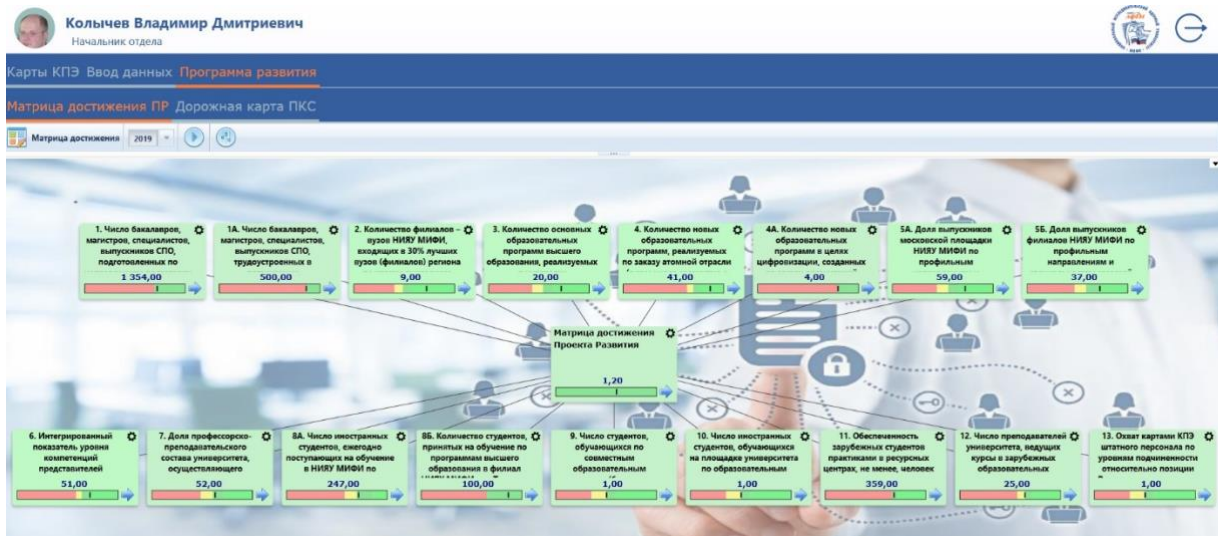 Колычев Владимир Дмитриевич
Начальник отдела
Карты КПЭ Ввод данных Программа развития
Матрица достижения ПР Дорожная карта ПКС
Матрица достижения 2019
1. Число бакалавров,
магистров, специалистов,
выпускников СПО,
подготовленных по
1 354,00
1А. Число бакалавров,
магистров, специалистов,
выпускников СПО,
трудоустроенных в
500,00
2. Количество филиалов –
вузов НИЯУ МИФИ,
входящих в 30% лучших
вузов (филиалов) региона
9,00
3. Количество основных
образовательных
программ высшего
образования, реализуемых
20,00
4. Количество новых
образовательных
программ, реализуемых
по заказу атомной отрасли
41,00
4А. Количество новых
образовательных
программ в целях
цифровизации, созданных
4,00
5А. Доля выпускников
московской площадки
НИЯУ МИФИ по
профильным
59,00
5Б. Доля выпускников
филиалов НИЯУ МИФИ по
профильным
направлениям и
37,00
Матрица достижения
Проекта Развития
1,20
6. Интегрированный
показатель уровня
компетенций
представителей
51,00
7. Доля профессорско-
преподавательского
состава университета,
осуществляющего
52,00
8А. Число иностранных
студентов, ежегодно
поступающих на обучение
в НИЯУ МИФИ по
247,00
8Б. Количество студентов,
принятых на обучение по
программам высшего
образования в филиал
100,00
9. Число студентов,
обучающихся по
совместным
образовательным
1,00
10. Число иностранных
студентов, обучающихся
на площадке университета
по образовательным
1,00
11. Обеспеченность
зарубежных студентов
практиками в ресурсных
центрах, не менее, человек
359,00
12. Число преподавателей
университета, ведущих
курсы в зарубежных
образовательных
25,00
13. Охват картами КПЭ
штатного персонала по
уровням подчиненности
относительно позиции
1,00